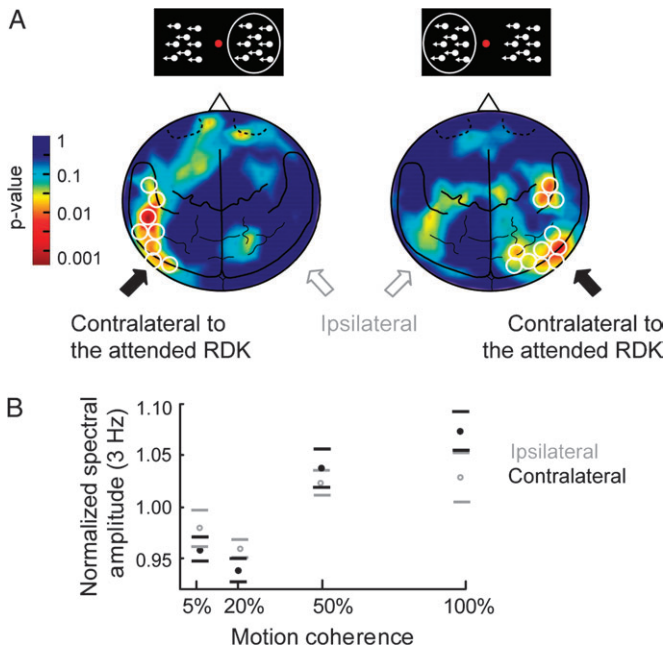 A
1
0.1
0.01
0.001
p-value
Contralateral to
the attended RDK
Ipsilateral
Contralateral to
the attended RDK
B
Normalized spectral
amplitude (3 Hz)
1.10
1.05
1.00
0.95
Ipsilateral
Contralateral
5%
20%
50%
100%
Motion coherence